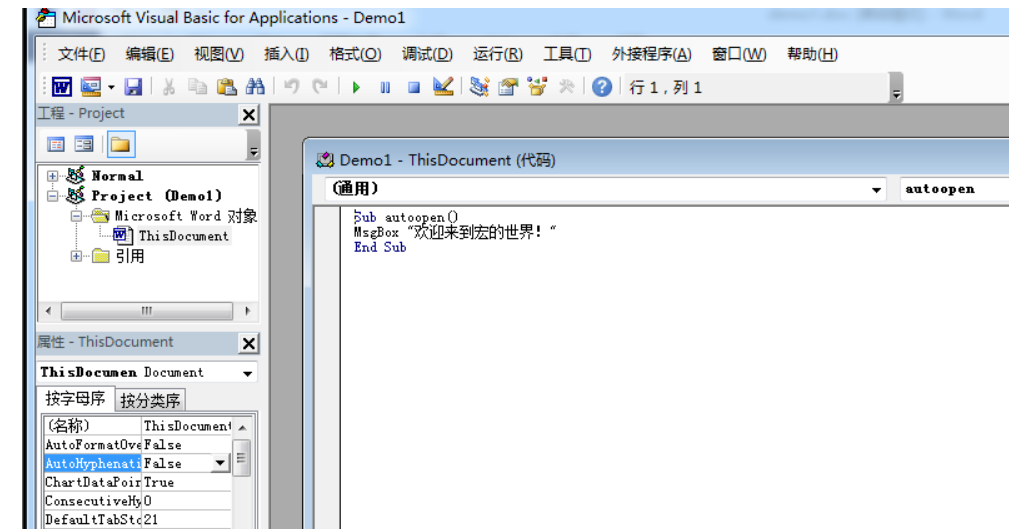 Microsoft Visual Basic for Applications - Demo1
文件(F) 编辑(E) 视图(V) 插入(I) 格式(O) 调试(D) 运行(R) 工具(T) 外接程序(A) 窗口(W) 帮助(H)
行 1 , 列 1
工程 - Project
Normal
Project (Demo1)
Microsoft Word 对象
ThisDocument
引用
Demo1 - ThisDocument (代码)
(通用) autoopen
Sub autoopen()
MsgBox “欢迎来到宏的世界！“
End Sub
属性 - ThisDocument
ThisDocumen Document
按字母序 按分类序
(名称) ThisDocument
AutoFormatOve False
AutoHyphenati False
ChartDataPoir True
ConsecutiveHy 0
DefaultTabSto 21